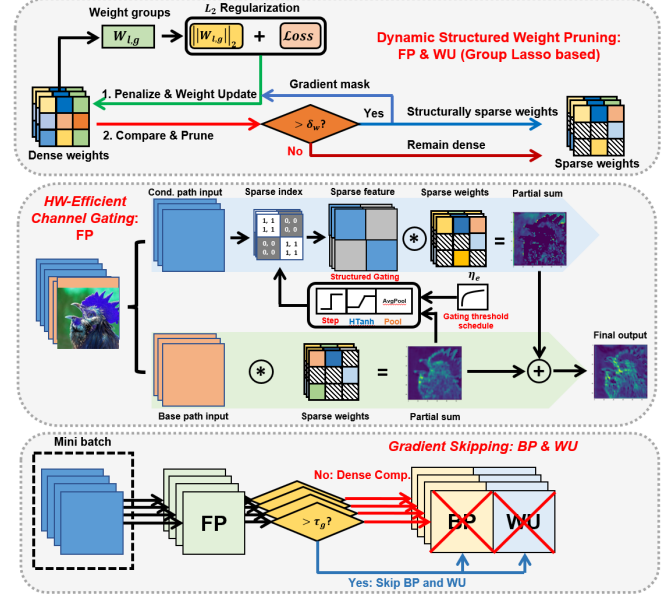 Weight groups
L₂ Regularization
W_{l,g}
||W_{l,g}||₂ + Loss
Dynamic Structured Weight Pruning:
FP & WU (Group Lasso based)
1. Penalize & Weight Update
Gradient mask
2. Compare & Prune
> δ_w?
Yes
Structurally sparse weights
No
Remain dense
Dense weights
Sparse weights
HW-Efficient
Channel Gating:
FP
Cond. path input
Sparse index
Sparse feature
Sparse weights
Partial sum
1, 1 0, 0
1, 1 0, 0
0, 0 1, 1
0, 0 1, 1
* =
Structured Gating
η_e
AvgPool
Step HTanh Pool
Gating threshold
schedule
Final output
* = +
Base path input
Sparse weights
Partial sum
Mini batch
Gradient Skipping: BP & WU
No: Dense Comp.
FP
> τ_g?
BP WU
Yes: Skip BP and WU